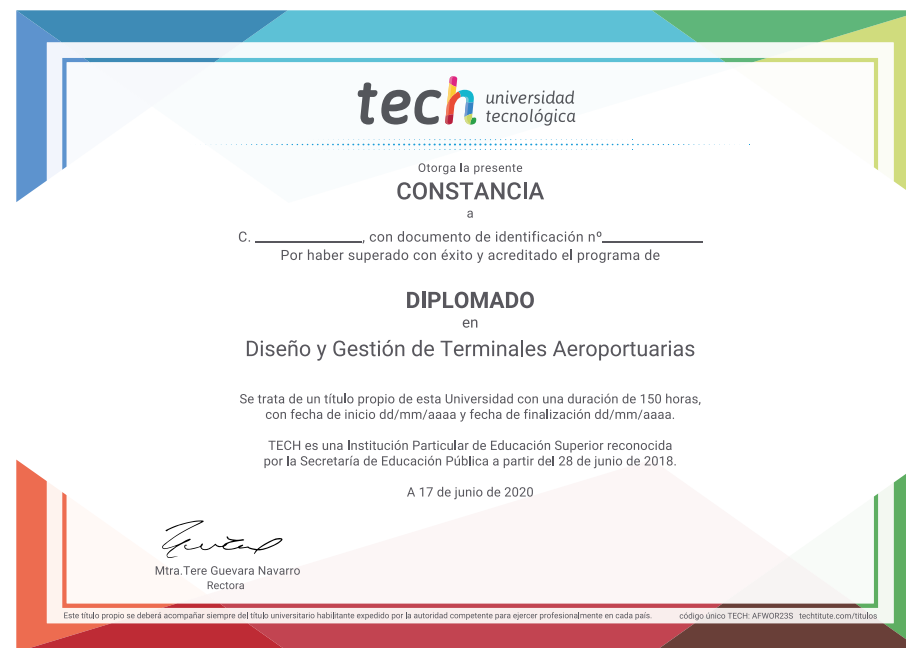 tech universidad
tecnológica
Otorga la presente
CONSTANCIA
a
C. ____________, con documento de identificación nº____________
Por haber superado con éxito y acreditado el programa de
DIPLOMADO
en
Diseño y Gestión de Terminales Aeroportuarias
Se trata de un título propio de esta Universidad con una duración de 150 horas,
con fecha de inicio dd/mm/aaaa y fecha de finalización dd/mm/aaaa.
TECH es una Institución Particular de Educación Superior reconocida
por la Secretaría de Educación Pública a partir del 28 de junio de 2018.
A 17 de junio de 2020
Mtra.Tere Guevara Navarro
Rectora
Este título propio se deberá acompañar siempre del título universitario habilitante expedido por la autoridad competente para ejercer profesionalmente en cada país. código único TECH: AFWOR23S techtitute.com/títulos